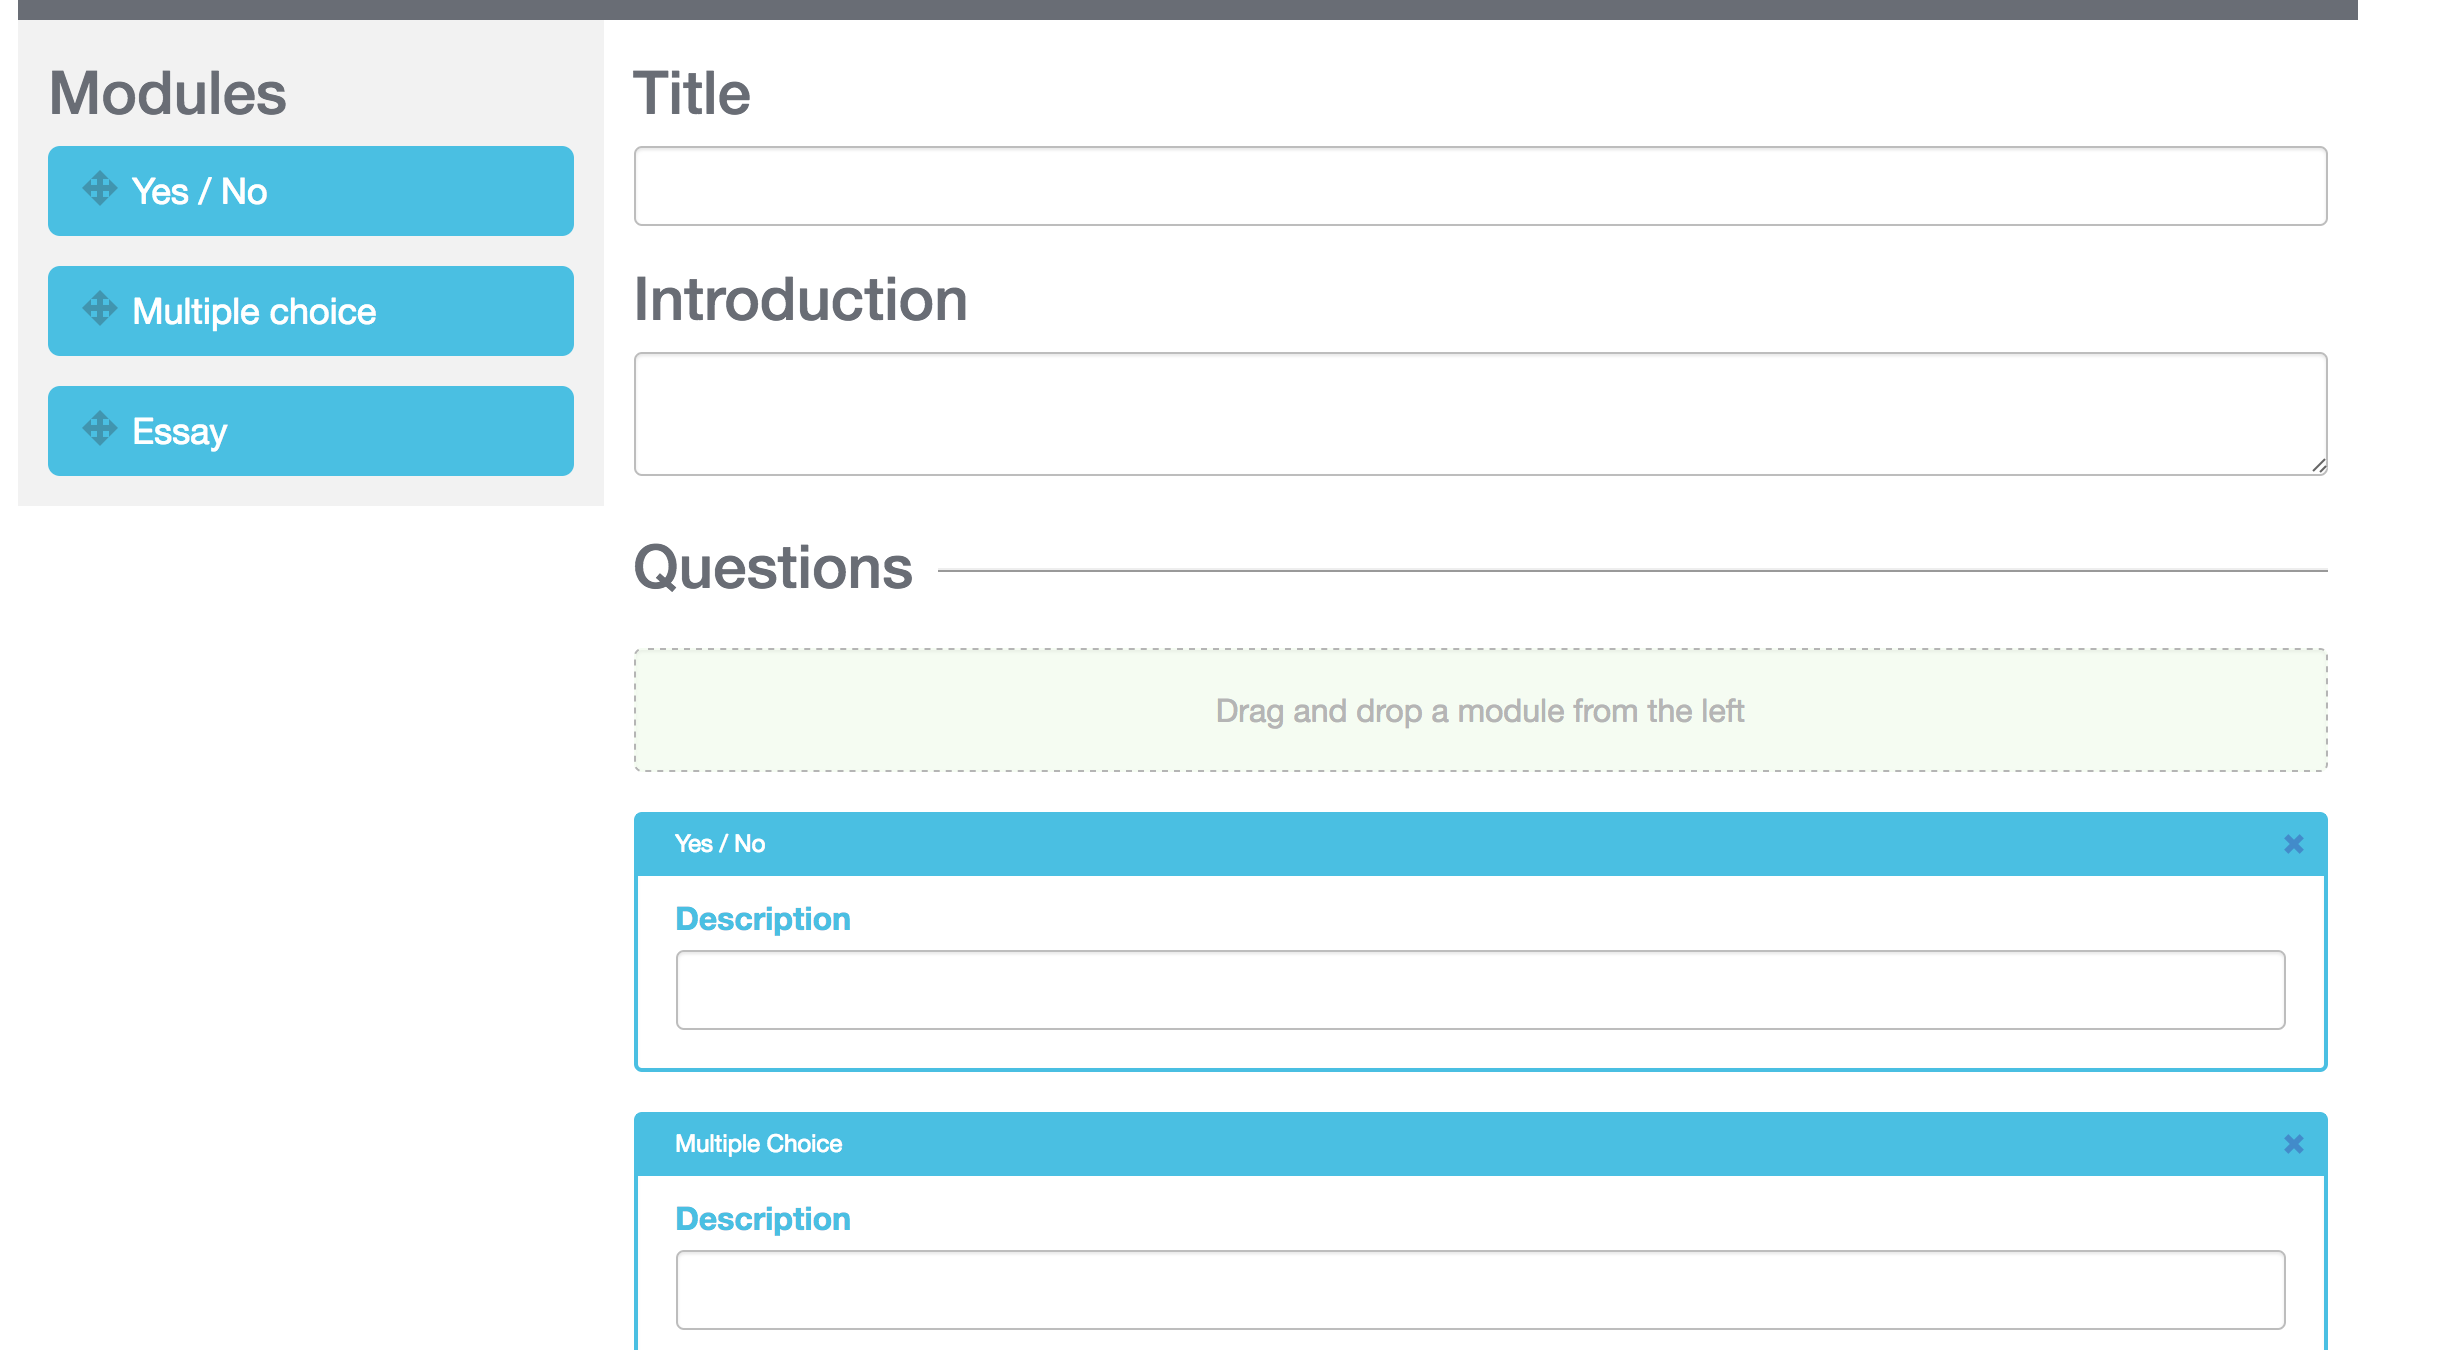 Modules
Yes / No
Multiple choice
Essay
Title
Introduction
Questions
Drag and drop a module from the left
Yes / No
Description
Multiple Choice
Description